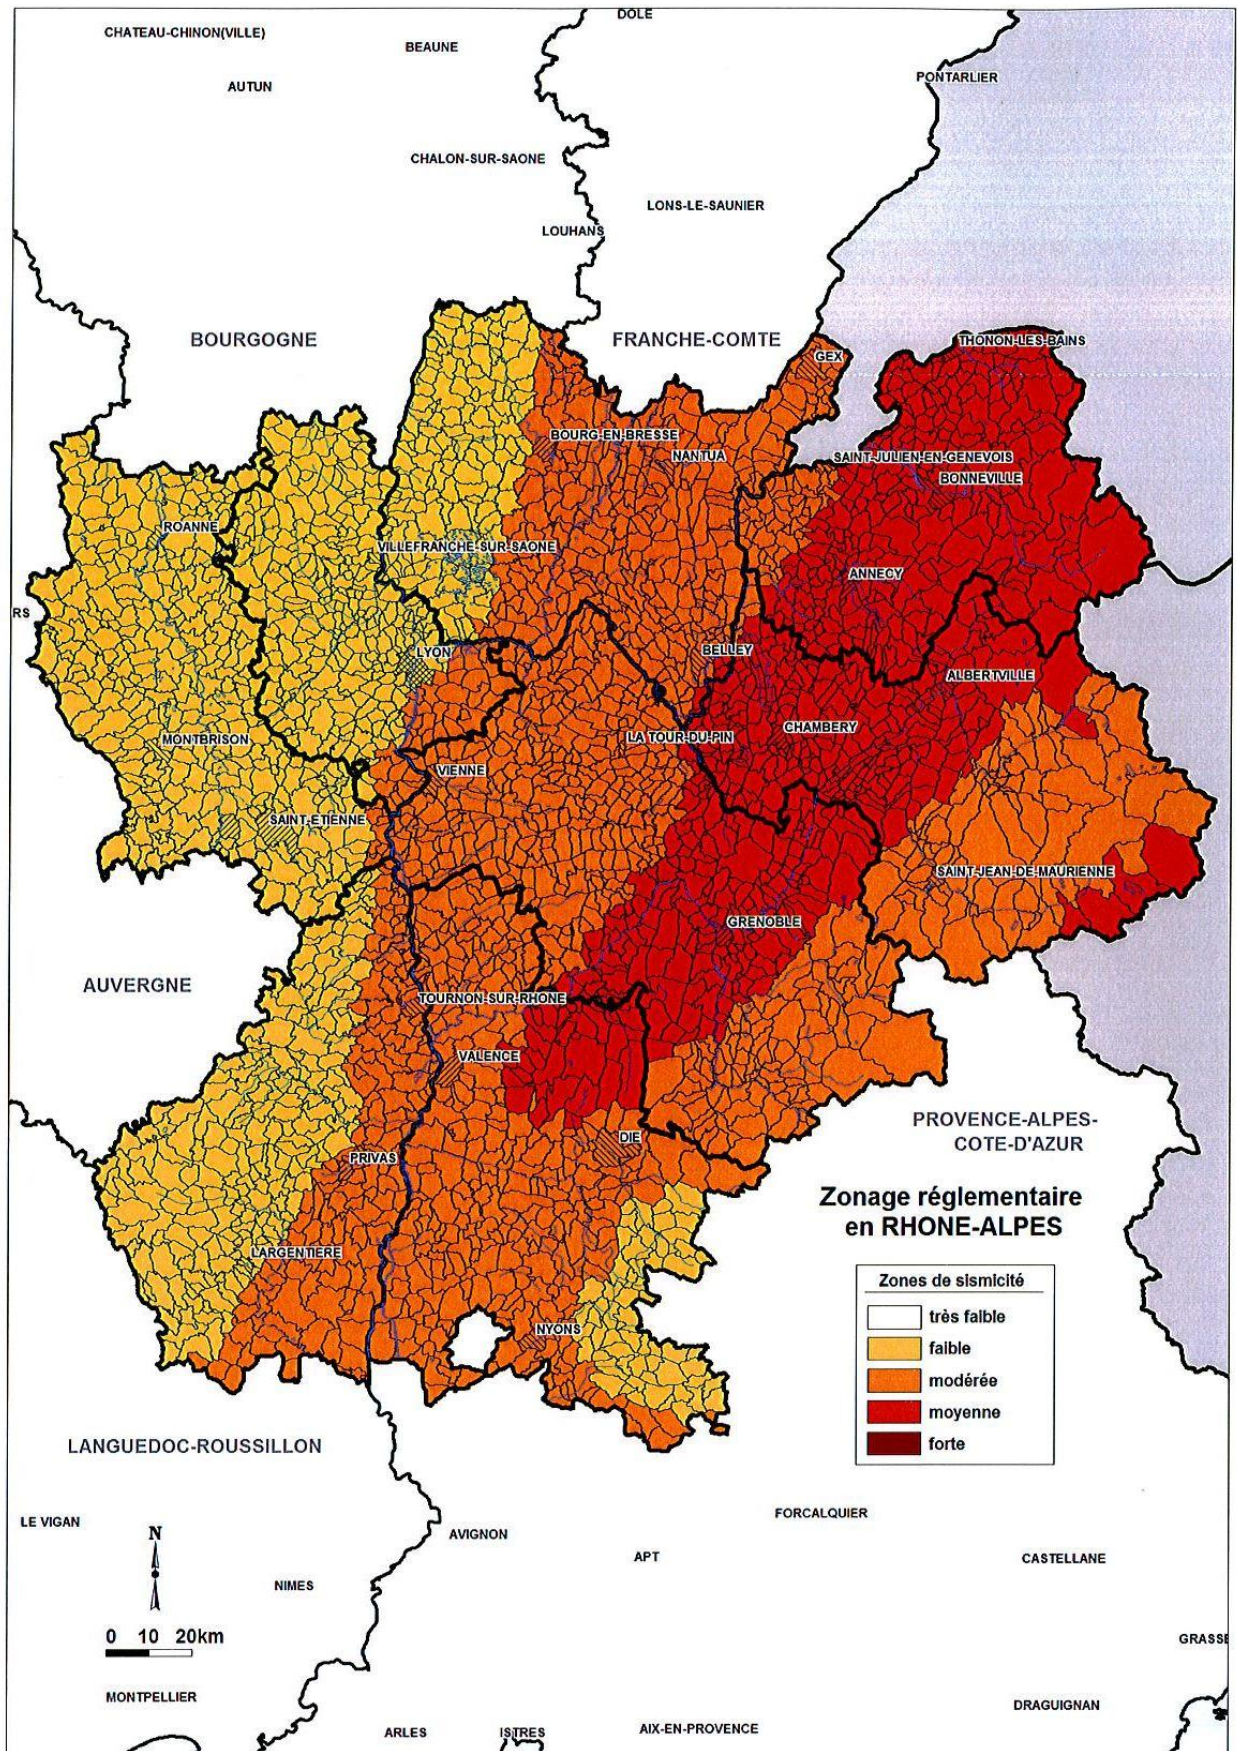 DOLE
CHATEAU-CHINON(VILLE)
BEAUNE
PONTARLIER
AUTUN
CHALON-SUR-SAONE
LONS-LE-SAUNIER
LOUHANS
BOURGOGNE
FRANCHE-COMTE
THONON-LES-BAINS
GEX
BOURG-EN-BRESSE
NANTUA
SAINT-JULIEN-EN-GENEVOIS
BONNEVILLE
ROANNE
VILLEFRANCHE-SUR-SAONE
ANNECY
RS
LYON
BELLEY
ALBERTVILLE
MONTBRISON
LA TOUR-DU-PIN
CHAMBERY
VIENNE
SAINT-ETIENNE
SAINT-JEAN-DE-MAURIENNE
GRENOBLE
AUVERGNE
TOURNON-SUR-RHONE
VALENCE
PROVENCE-ALPES-
COTE-D'AZUR
DIE
PRIVAS
Zonage réglementaire
en RHONE-ALPES
LARGENTIERE
Zones de sismicité
très faible
faible
modérée
moyenne
forte
NYONS
LANGUEDOC-ROUSSILLON
LE VIGAN
N
AVIGNON
FORCALQUIER
APT
CASTELLANE
NIMES
0 10 20km
GRASSE
MONTPELLIER
DRAGUIGNAN
ARLES
ISTRES
AIX-EN-PROVENCE